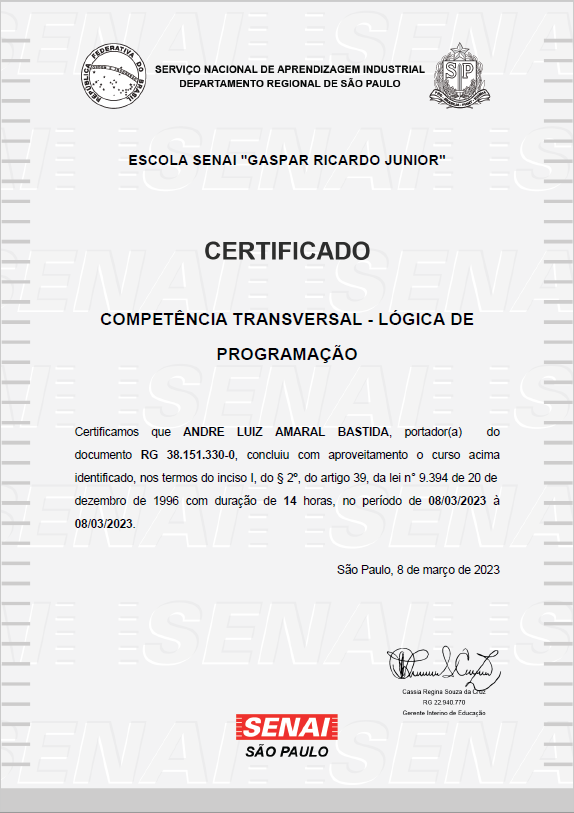 REPÚBLICA FEDERATIVA DO BRASIL
SERVIÇO NACIONAL DE APRENDIZAGEM INDUSTRIAL
DEPARTAMENTO REGIONAL DE SÃO PAULO
SP
ESCOLA SENAI "GASPAR RICARDO JUNIOR"
CERTIFICADO
COMPETÊNCIA TRANSVERSAL - LÓGICA DE
PROGRAMAÇÃO
Certificamos que ANDRE LUIZ AMARAL BASTIDA, portador(a) do
documento RG 38.151.330-0, concluiu com aproveitamento o curso acima
identificado, nos termos do inciso I, do § 2º, do artigo 39, da lei n° 9.394 de 20 de
dezembro de 1996 com duração de 14 horas, no período de 08/03/2023 à
08/03/2023.
São Paulo, 8 de março de 2023
Cassia Regina Souza da Cruz
RG 22.940.770
Gerente Interino de Educação
SENAI
SÃO PAULO